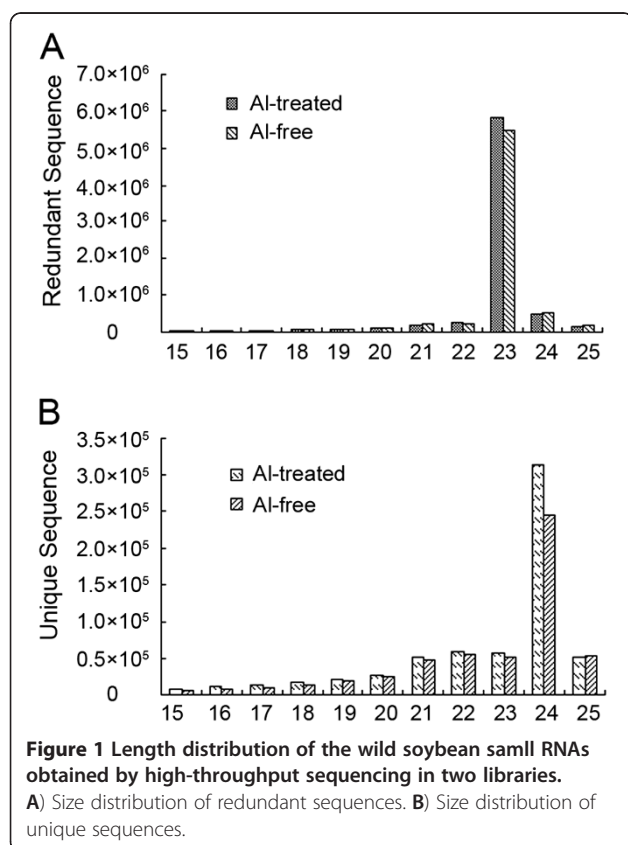 A
Redundant Sequence
7.0×10⁶
6.0×10⁶
5.0×10⁶
4.0×10⁶
3.0×10⁶
2.0×10⁶
1.0×10⁶
0
Al-treated
Al-free
15 16 17 18 19 20 21 22 23 24 25
B
Unique Sequence
3.5×10⁵
3.0×10⁵
2.5×10⁵
2.0×10⁵
1.5×10⁵
1.0×10⁵
0.5×10⁵
0
Al-treated
Al-free
15 16 17 18 19 20 21 22 23 24 25
Figure 1 Length distribution of the wild soybean samll RNAs
obtained by high-throughput sequencing in two libraries.
A) Size distribution of redundant sequences. B) Size distribution of
unique sequences.